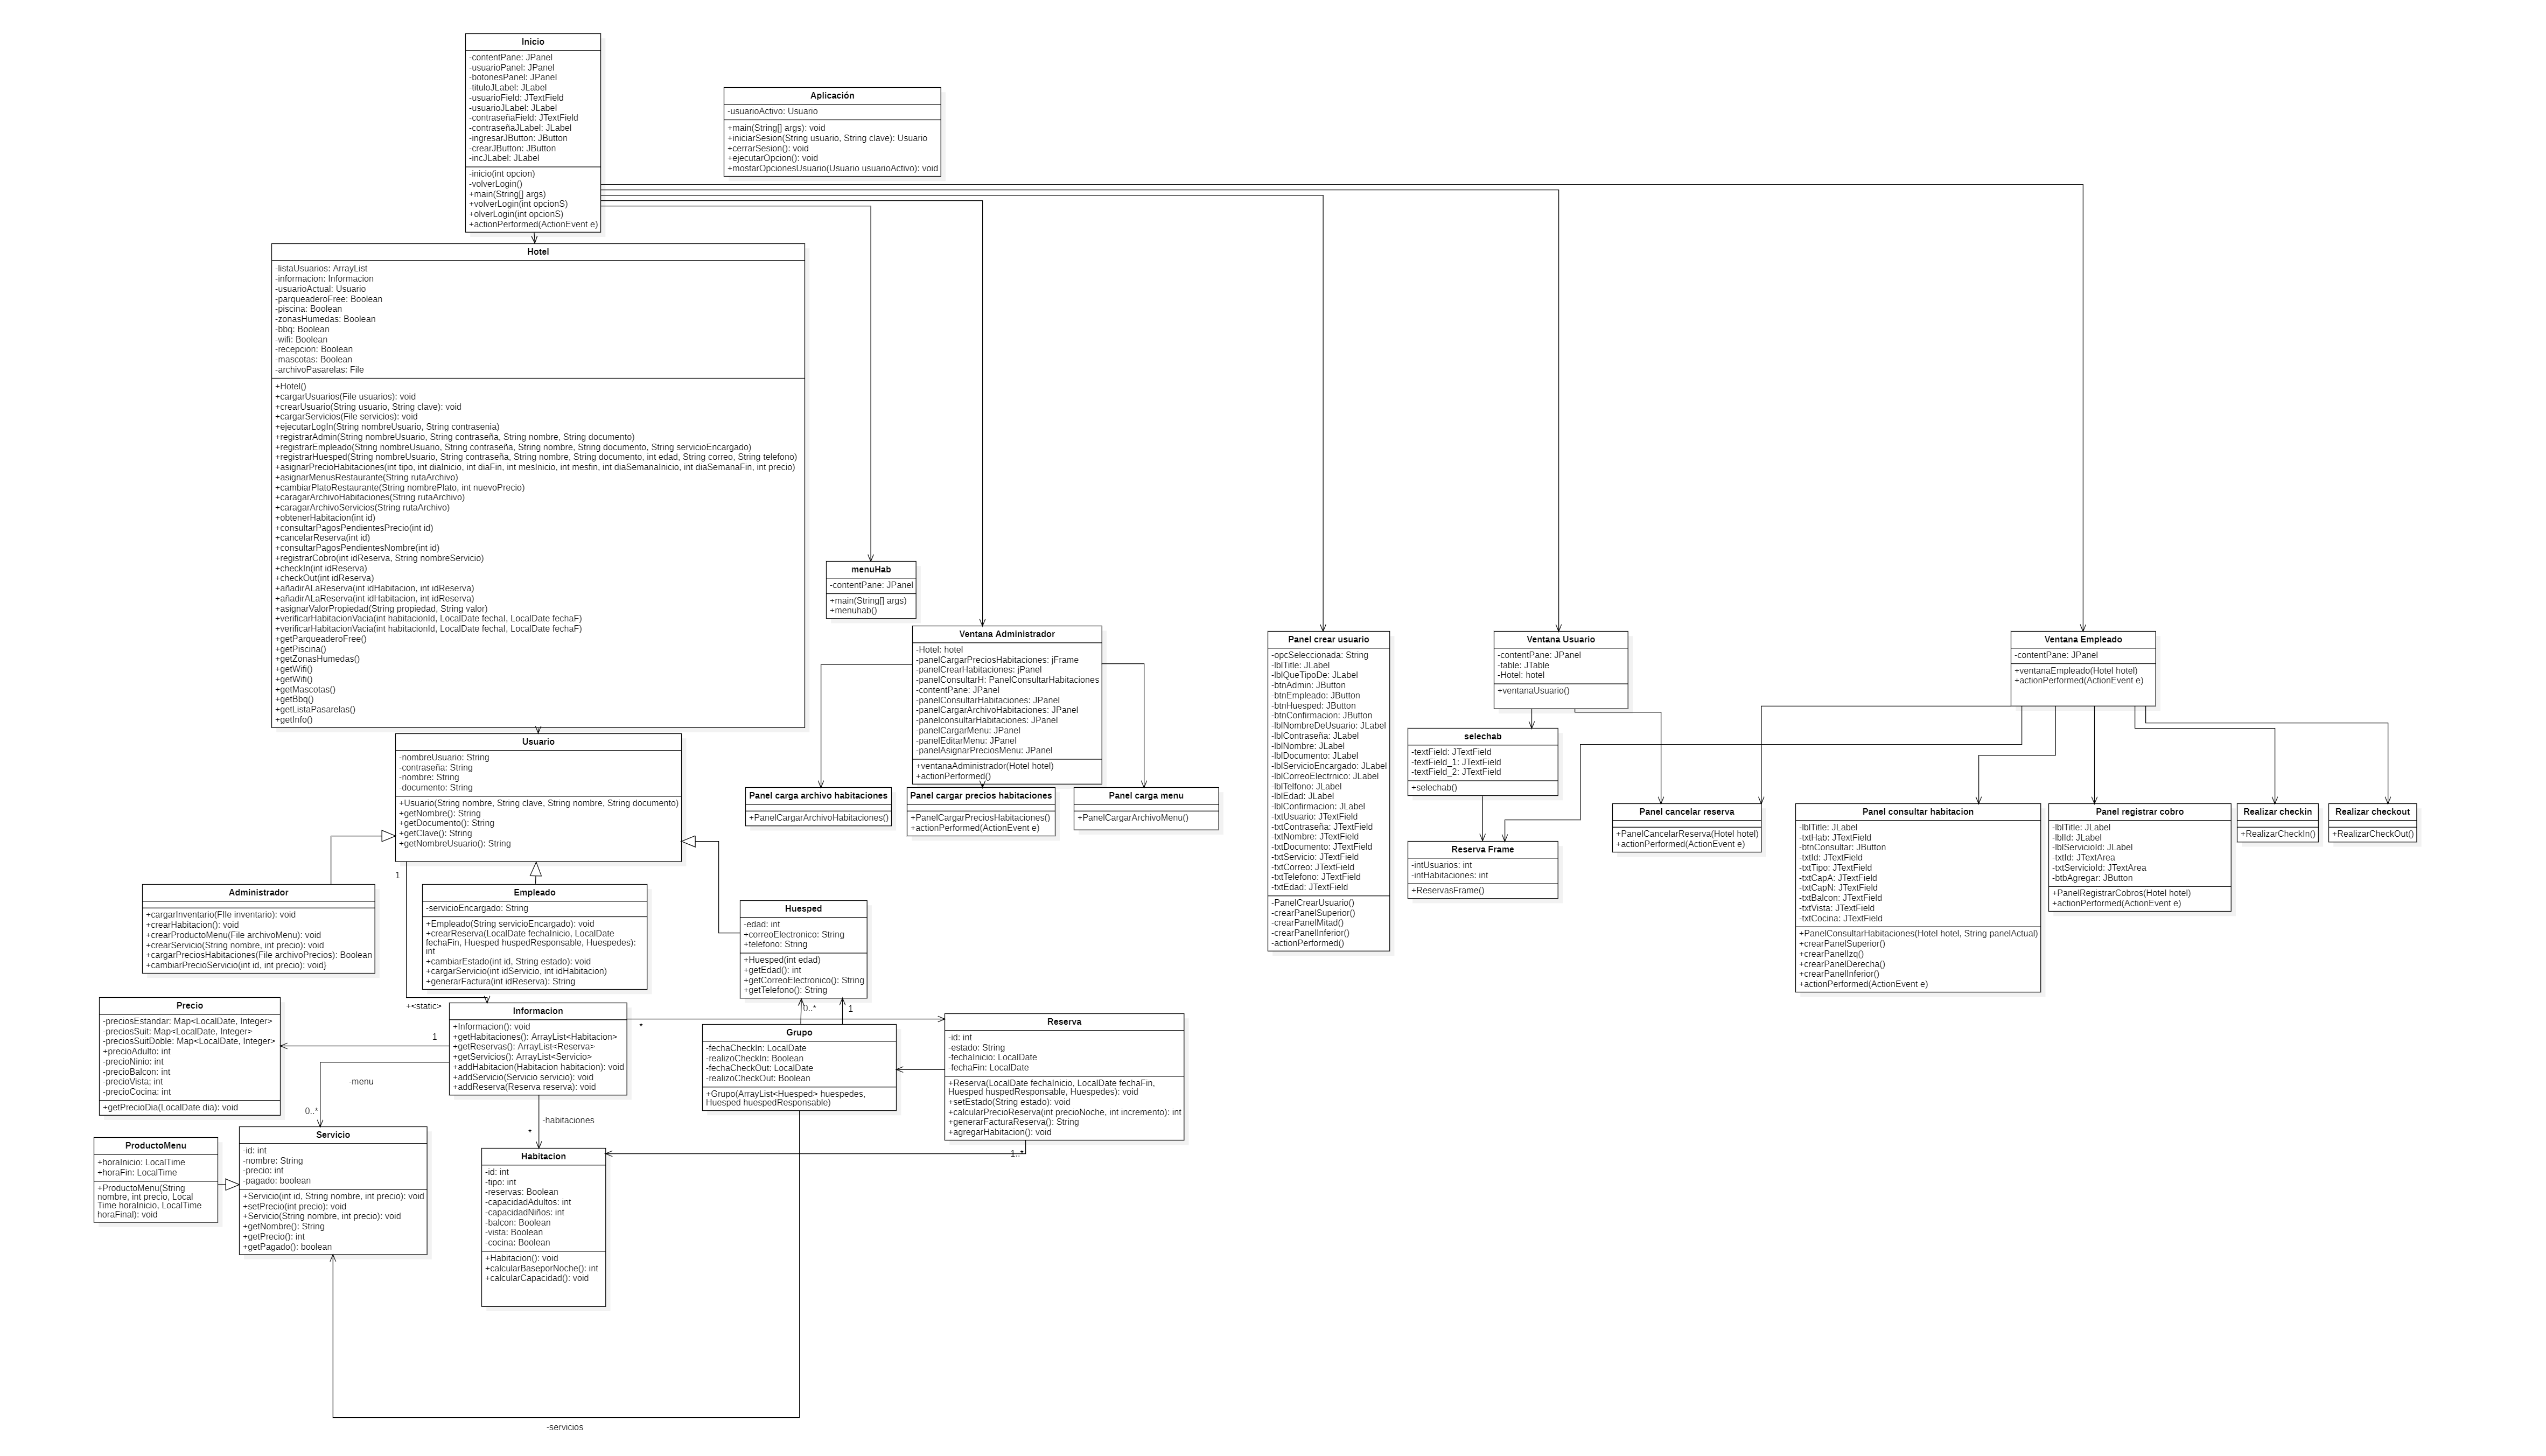 Inicio
-contentPane: JPanel
-usuarioPanel: JPanel
-botonesPanel: JPanel
-tituloJLabel: JLabel
-usuarioField: JTextField
-usuarioJLabel: JLabel
-contraseñaField: JTextField
-contraseñaJLabel: JLabel
-ingresarJButton: JButton
-crearJButton: JButton
-incJLabel: JLabel
-inicio(int opcion)
-volverLogin()
+main(String[] args)
+volverLogin(int opcionS)
+olverLogin(int opcionS)
+actionPerformed(ActionEvent e)
Aplicación
-usuarioActivo: Usuario
+main(String[] args): void
+iniciarSesion(String usuario, String clave): Usuario
+cerrarSesion(): void
+ejecutarOpcion(): void
+mostarOpcionesUsuario(Usuario usuarioActivo): void
Hotel
-listaUsuarios: ArrayList
-informacion: Informacion
-usuarioActual: Usuario
-parqueaderoFree: Boolean
-piscina: Boolean
-zonasHumedas: Boolean
-bbq: Boolean
-wifi: Boolean
-recepcion: Boolean
-mascotas: Boolean
-archivoPasarelas: File
+Hotel()
+cargarUsuarios(File usuarios): void
+crearUsuario(String usuario, String clave): void
+cargarServicios(File servicios): void
+ejecutarLogIn(String nombreUsuario, String contrasenia)
+registrarAdmin(String nombreUsuario, String contraseña, String nombre, String documento)
+registrarEmpleado(String nombreUsuario, String contraseña, String nombre, String documento, String servicioEncargado)
+registrarHuesped(String nombreUsuario, String contraseña, String nombre, String documento, int edad, String correo, String telefono)
+asignarPrecioHabitaciones(int tipo, int diaInicio, int diaFin, int mesInicio, int mesfin, int diaSemanaInicio, int diaSemanaFin, int precio)
+asignarMenusRestaurante(String rutaArchivo)
+cambiarPlatoRestaurante(String nombrePlato, int nuevoPrecio)
+caragarArchivoHabitaciones(String rutaArchivo)
+caragarArchivoServicios(String rutaArchivo)
+obtenerHabitacion(int id)
+consultarPagosPendientesPrecio(int id)
+cancelarReserva(int id)
+consultarPagosPendientesNombre(int id)
+registrarCobro(int idReserva, String nombreServicio)
+checkIn(int idReserva)
+checkOut(int idReserva)
+añadirALaReserva(int idHabitacion, int idReserva)
+añadirALaReserva(int idHabitacion, int idReserva)
+asignarValorPropiedad(String propiedad, String valor)
+verificarHabitacionVacia(int habitacionId, LocalDate fechaI, LocalDate fechaF)
+verificarHabitacionVacia(int habitacionId, LocalDate fechaI, LocalDate fechaF)
+getParqueaderoFree()
+getPiscina()
+getZonasHumedas()
+getWifi()
+getWifi()
+getMascotas()
+getBbq()
+getListaPasarelas()
+getInfo()
menuHab
-contentPane: JPanel
+main(String[] args)
+menuhab()
Ventana Administrador
-Hotel: hotel
-panelCargarPreciosHabitaciones: jFrame
-panelCrearHabitaciones: jPanel
-panelConsultarH: PanelConsultarHabitaciones
-contentPane: JPanel
-panelConsultarHabitaciones: JPanel
-panelCargarArchivoHabitaciones: JPanel
-panelconsultarHabitaciones: JPanel
-panelCargarMenu: JPanel
-panelEditarMenu: JPanel
-panelAsignarPreciosMenu: JPanel
+ventanaAdministrador(Hotel hotel)
+actionPerformed()
Panel crear usuario
-opcSeleccionada: String
-lblTitle: JLabel
-lblQueTipoDe: JLabel
-btnAdmin: JButton
-btnEmpleado: JButton
-btnHuesped: JButton
-btnConfirmacion: JButton
-lblNombreDeUsuario: JLabel
-lblContraseña: JLabel
-lblNombre: JLabel
-lblDocumento: JLabel
-lblServicioEncargado: JLabel
-lblCorreoElectrnico: JLabel
-lblTelfono: JLabel
-lblEdad: JLabel
-lblConfirmacion: JLabel
-txtUsuario: JTextField
-txtContraseña: JTextField
-txtNombre: JTextField
-txtDocumento: JTextField
-txtServicio: JTextField
-txtCorreo: JTextField
-txtTelefono: JTextField
-txtEdad: JTextField
-PanelCrearUsuario()
-crearPanelSuperior()
-crearPanelMitad()
-crearPanelInferior()
-actionPerformed()
Ventana Usuario
-contentPane: JPanel
-table: JTable
-Hotel: hotel
+ventanaUsuario()
Ventana Empleado
-contentPane: JPanel
+ventanaEmpleado(Hotel hotel)
+actionPerformed(ActionEvent e)
selechab
-textField: JTextField
-textField_1: JTextField
-textField_2: JTextField
+selechab()
Usuario
-nombreUsuario: String
-contraseña: String
-nombre: String
-documento: String
+Usuario(String nombre, String clave, String nombre, String documento)
+getNombre(): String
+getDocumento(): String
+getClave(): String
+getNombreUsuario(): String
Panel carga archivo habitaciones
+PanelCargarArchivoHabitaciones()
Panel cargar precios habitaciones
+PanelCargarPreciosHabitaciones()
+actionPerformed(ActionEvent e)
Panel carga menu
+PanelCargarArchivoMenu()
Reserva Frame
-intUsuarios: int
-intHabitaciones: int
+ReservasFrame()
Panel cancelar reserva
+PanelCancelarReserva(Hotel hotel)
+actionPerformed(ActionEvent e)
Panel consultar habitacion
-lblTitle: JLabel
-txtHab: JTextField
-btnConsultar: JButton
-txtId: JTextField
-txtTipo: JTextField
-txtCapA: JTextField
-txtCapN: JTextField
-txtBalcon: JTextField
-txtVista: JTextField
-txtCocina: JTextField
+PanelConsultarHabitaciones(Hotel hotel, String panelActual)
+crearPanelSuperior()
+crearPanelIzq()
+crearPanelDerecha()
+crearPanelInferior()
+actionPerformed(ActionEvent e)
Panel registrar cobro
-lblTitle: JLabel
-lblId: JLabel
-lblServicioId: JLabel
-txtId: JTextArea
-txtServicioId: JTextArea
-btbAgregar: JButton
+PanelRegistrarCobros(Hotel hotel)
+actionPerformed(ActionEvent e)
Realizar checkin
+RealizarCheckIn()
Realizar checkout
+RealizarCheckOut()
1
Administrador
+cargarInventario(FIle inventario): void
+crearHabitacion(): void
+crearProductoMenu(File archivoMenu): void
+crearServicio(String nombre, int precio): void
+cargarPreciosHabitaciones(File archivoPrecios): Boolean
+cambiarPrecioServicio(int id, int precio): void}
Empleado
-servicioEncargado: String
+Empleado(String servicioEncargado): void
+crearReserva(LocalDate fechaInicio, LocalDate
fechaFin, Huesped huspedResponsable, Huespedes):
int
+cambiarEstado(int id, String estado): void
+cargarServicio(int idServicio, int idHabitacion)
+generarFactura(int idReserva): String
Huesped
-edad: int
+correoElectronico: String
+telefono: String
+Huesped(int edad)
+getEdad(): int
+getCorreoElectronico(): String
+getTelefono(): String
+<static>
0..*
1
Precio
-preciosEstandar: Map<LocalDate, Integer>
-preciosSuit: Map<LocalDate, Integer>
-preciosSuitDoble: Map<LocalDate, Integer>
+precioAdulto: int
-precioNinio: int
-precioBalcon: int
-precioVista; int
-precioCocina: int
+getPrecioDia(LocalDate dia): void
1
Informacion
+Informacion(): void
+getHabitaciones(): ArrayList<Habitacion>
+getReservas(): ArrayList<Reserva>
+getServicios(): ArrayList<Servicio>
+addHabitacion(Habitacion habitacion): void
+addServicio(Servicio servicio): void
+addReserva(Reserva reserva): void
*
Grupo
-fechaCheckIn: LocalDate
-realizoCheckIn: Boolean
-fechaCheckOut: LocalDate
-realizoCheckOut: Boolean
+Grupo(ArrayList<Huesped> huespedes,
Huesped huespedResponsable)
Reserva
-id: int
-estado: String
-fechaInicio: LocalDate
-fechaFin: LocalDate
+Reserva(LocalDate fechaInicio, LocalDate fechaFin,
Huesped huspedResponsable, Huespedes): void
+setEstado(String estado): void
+calcularPrecioReserva(int precioNoche, int incremento): int
+generarFacturaReserva(): String
+agregarHabitacion(): void
-menu
0..*
-habitaciones
*
1..*
ProductoMenu
+horaInicio: LocalTime
+horaFin: LocalTime
+ProductoMenu(String
nombre, int precio, Local
Time horaInicio, LocalTime
horaFinal): void
Servicio
-id: int
-nombre: String
-precio: int
-pagado: boolean
+Servicio(int id, String nombre, int precio): void
+setPrecio(int precio): void
+Servicio(String nombre, int precio): void
+getNombre(): String
+getPrecio(): int
+getPagado(): boolean
Habitacion
-id: int
-tipo: int
-reservas: Boolean
-capacidadAdultos: int
-capacidadNiños: int
-balcon: Boolean
-vista: Boolean
-cocina: Boolean
+Habitacion(): void
+calcularBaseporNoche(): int
+calcularCapacidad(): void
-servicios